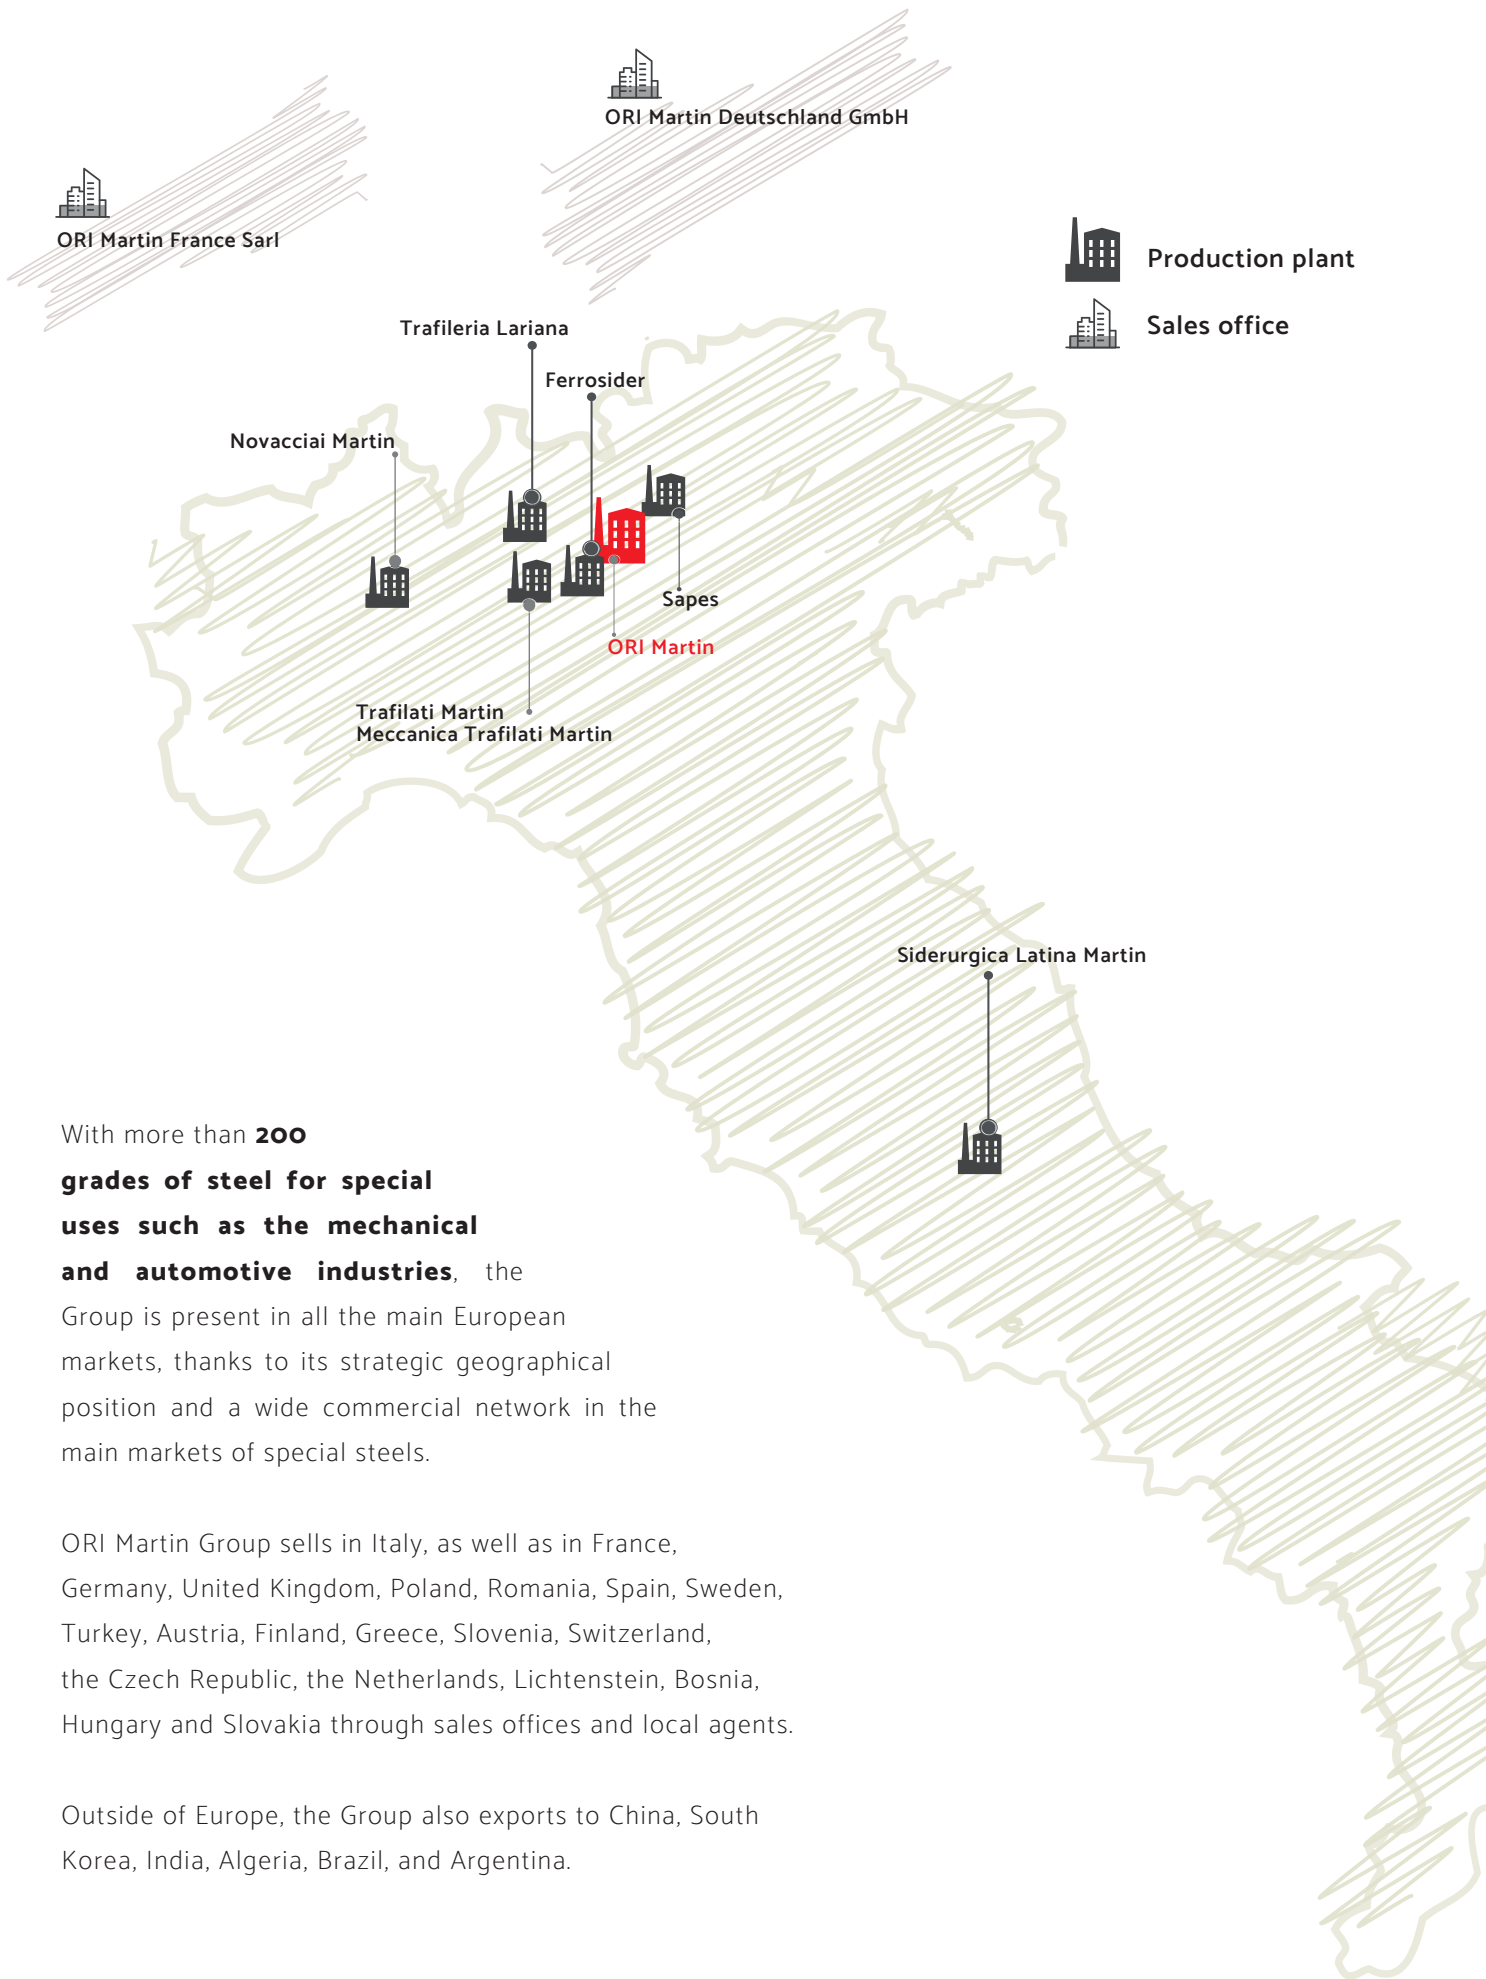 ORI Martin Deutschland GmbH
ORI Martin France Sarl
Production plant
Sales office
Trafileria Lariana
Ferrosider
Novacciai Martin
Sapes
ORI Martin
Trafilati Martin
Meccanica Trafilati Martin
Siderurgica Latina Martin
With more than 200
grades of steel for special
uses such as the mechanical
and automotive industries, the
Group is present in all the main European
markets, thanks to its strategic geographical
position and a wide commercial network in the
main markets of special steels.
ORI Martin Group sells in Italy, as well as in France,
Germany, United Kingdom, Poland, Romania, Spain, Sweden,
Turkey, Austria, Finland, Greece, Slovenia, Switzerland,
the Czech Republic, the Netherlands, Lichtenstein, Bosnia,
Hungary and Slovakia through sales offices and local agents.
Outside of Europe, the Group also exports to China, South
Korea, India, Algeria, Brazil, and Argentina.